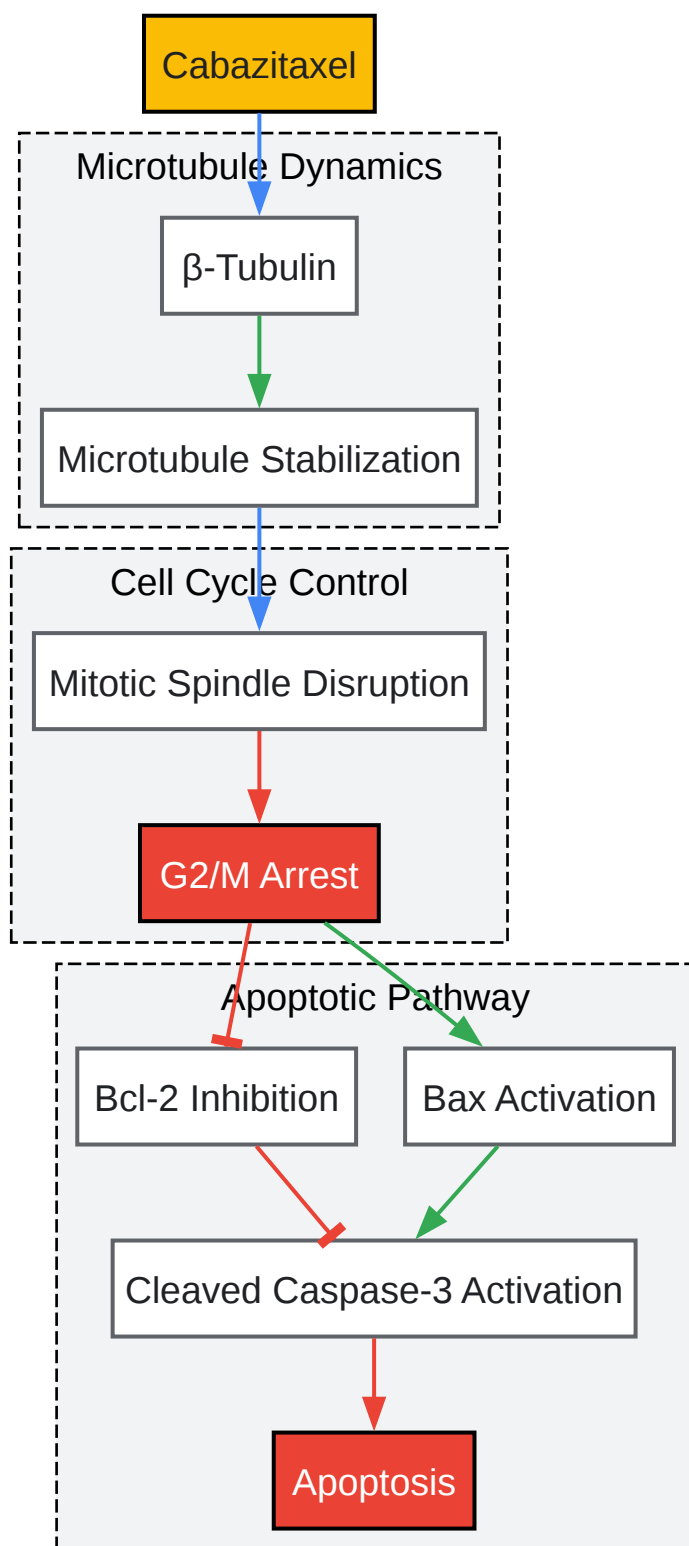 Cabazitaxel
Microtubule Dynamics
β-Tubulin
Microtubule Stabilization
Cell Cycle Control
Mitotic Spindle Disruption
G2/M Arrest
Apoptotic Pathway
Bcl-2 Inhibition
Bax Activation
Cleaved Caspase-3 Activation
Apoptosis